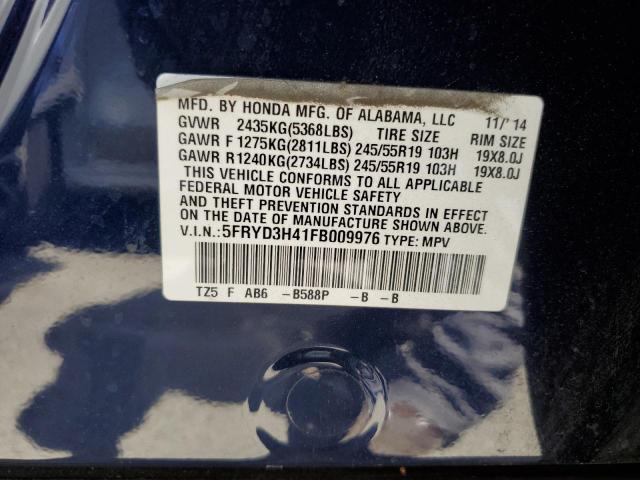 MFD. BY HONDA MFG. OF ALABAMA, LLC 11/'14
GVWR 2435KG(5368LBS) TIRE SIZE RIM SIZE
GAWR F 1275KG(2811LBS) 245/55R19 103H 19X8.0J
GAWR R1240KG(2734LBS) 245/55R19 103H 19X8.0J
THIS VEHICLE CONFORMS TO ALL APPLICABLE
FEDERAL MOTOR VEHICLE SAFETY
AND THEFT PREVENTION STANDARDS IN EFFECT
ON THE DATE OF MANUFACTURE SHOWN ABOVE.
V.I.N.: 5FRYD3H41FB009976 TYPE: MPV
TZ5 F AB6 -B588P -B -B